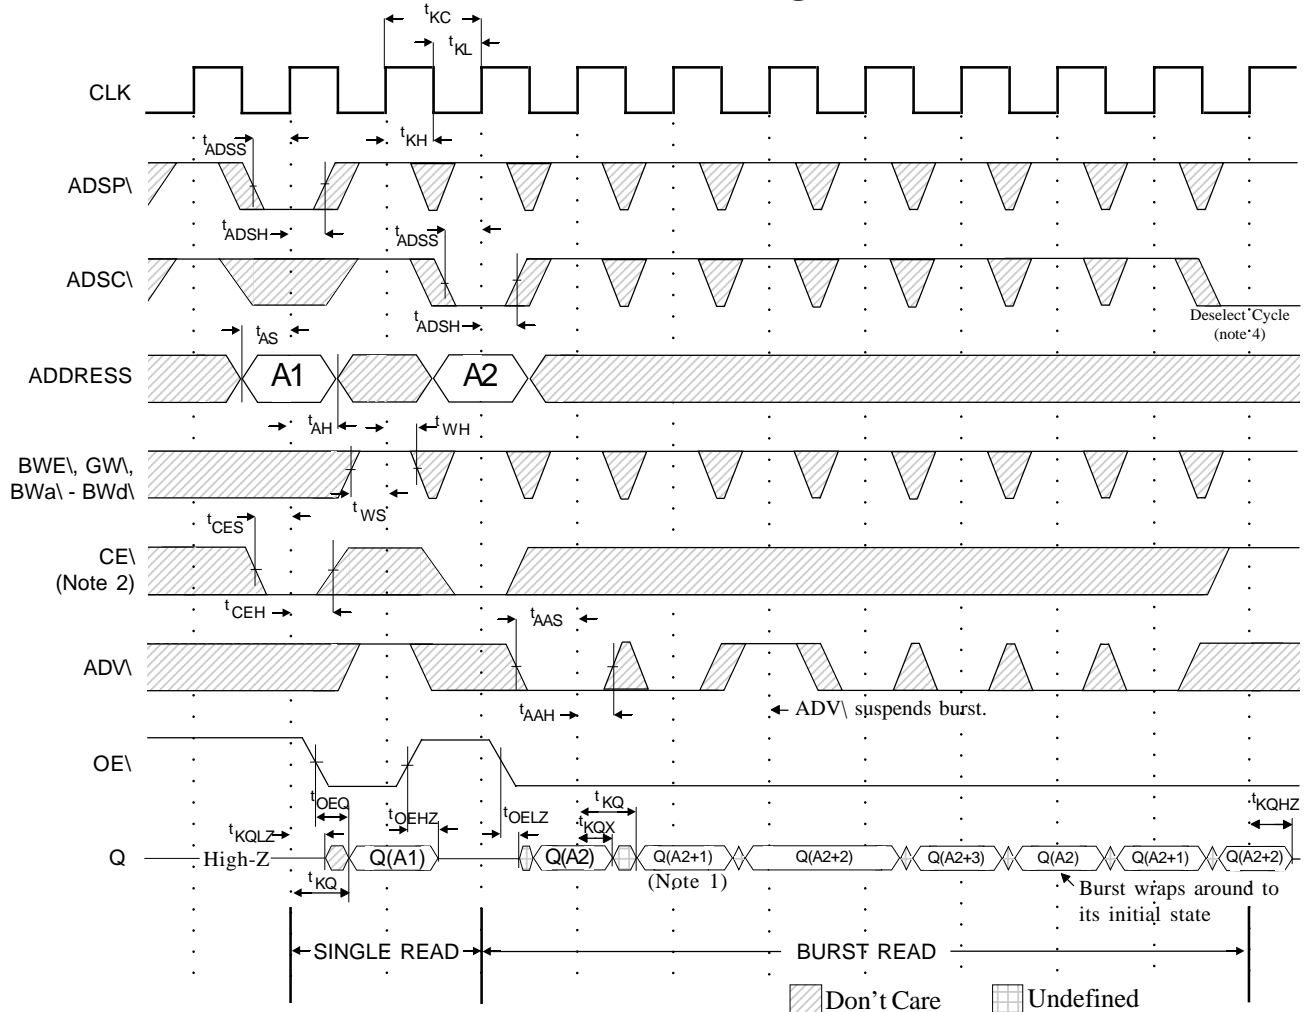 tKC
tKL
CLK
tADSS
tKH
ADSP\
tADSH
tADSS
ADSC\
tADSH
Deselect Cycle
(note 4)
tAS
ADDRESS
A1
A2
tAH
tWH
BWE\, GW\,
BWa\ - BWd\
tWS
tCES
CE\
(Note 2)
tCEH
tAAS
ADV\
tAAH
ADV\ suspends burst.
OE\
tOEQ
tOEHZ
tOELZ
tKQ
tKQX
tKQHZ
tKQLZ
Q
High-Z
Q(A1)
Q(A2)
Q(A2+1)
Q(A2+2)
Q(A2+3)
Q(A2)
Q(A2+1)
Q(A2+2)
(Note 1)
tKQ
Burst wraps around to
its initial state
SINGLE READ
BURST READ
Don't Care
Undefined